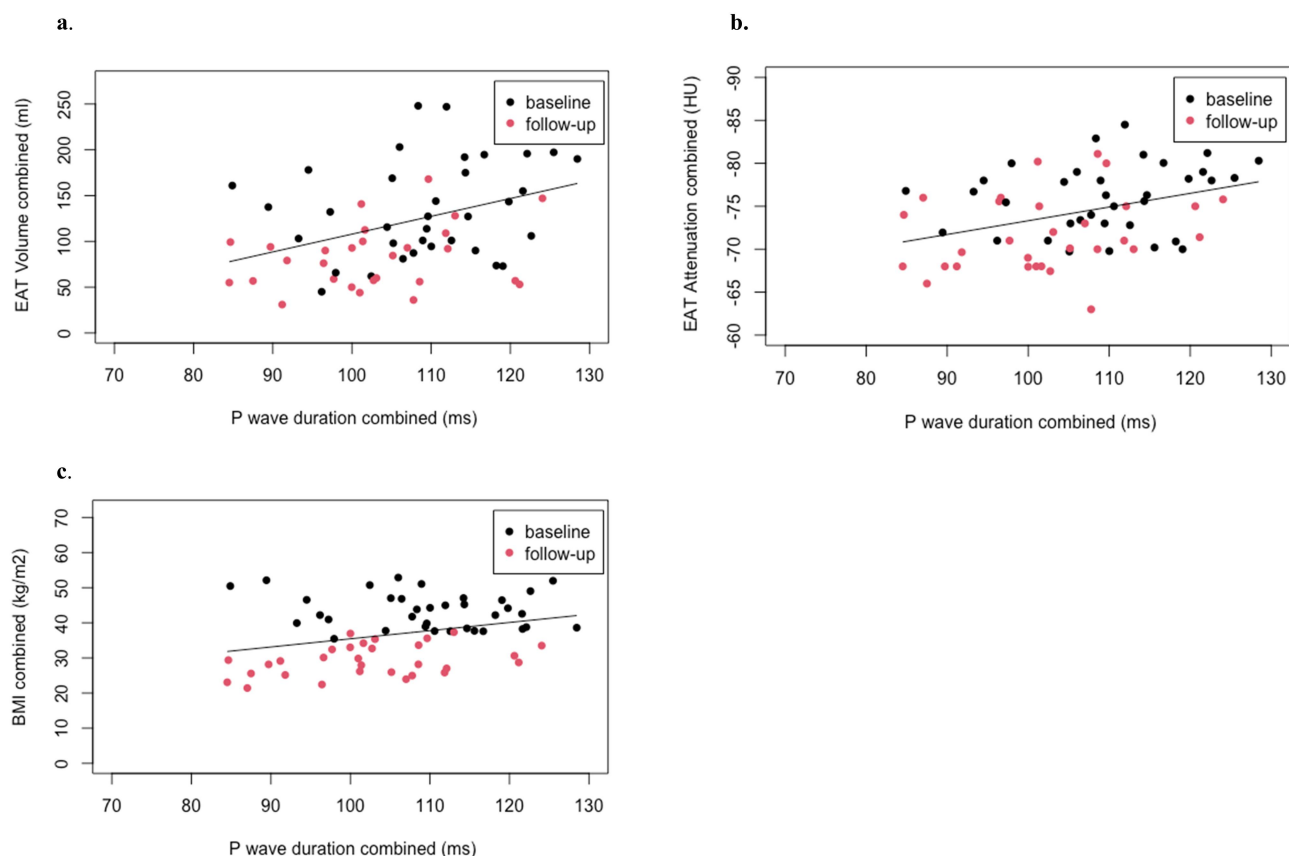 a.
EAT Volume combined (ml)
250
200
150
100
50
0
baseline
follow-up
70 80 90 100 110 120 130
P wave duration combined (ms)
b.
EAT Attenuation combined (HU)
-90
-85
-80
-75
-70
-65
-60
baseline
follow-up
70 80 90 100 110 120 130
P wave duration combined (ms)
c.
BMI combined (kg/m2)
70
60
50
40
30
20
10
0
baseline
follow-up
70 80 90 100 110 120 130
P wave duration combined (ms)